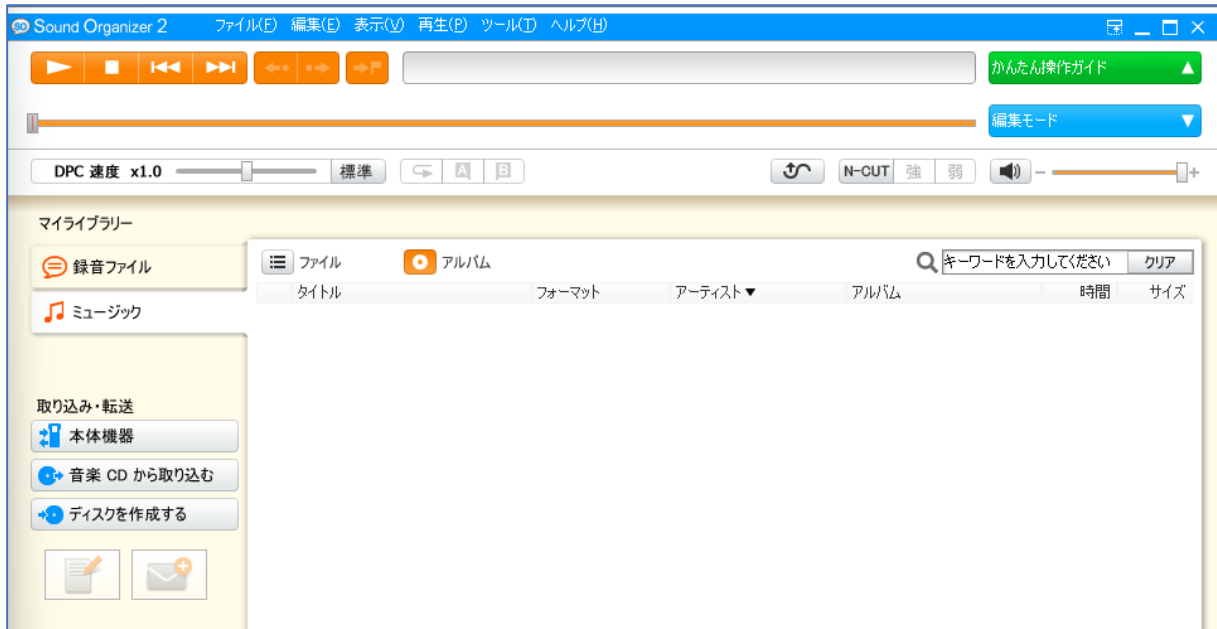 SO Sound Organizer 2 ファイル(F) 編集(E) 表示(V) 再生(P) ツール(T) ヘルプ(H)
かんたん操作ガイド
編集モード
DPC 速度 x1.0 標準 A B N-CUT 強 弱
マイライブラリー
録音ファイル
ミュージック
ファイル アルバム キーワードを入力してください クリア
タイトル フォーマット アーティスト▼ アルバム 時間 サイズ
取り込み・転送
本体機器
音楽 CD から取り込む
ディスクを作成する